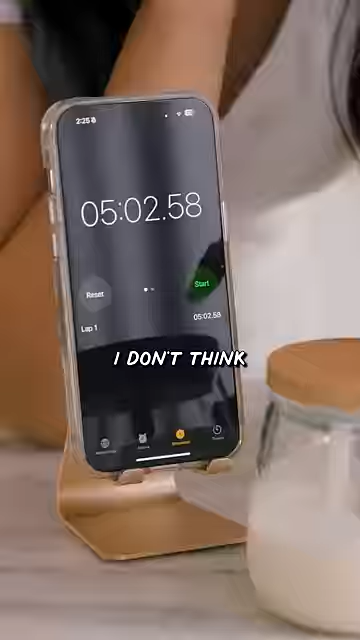 2:25
05:02.58
Reset
Start
Lap 1
05:02.58
I DON'T THINK